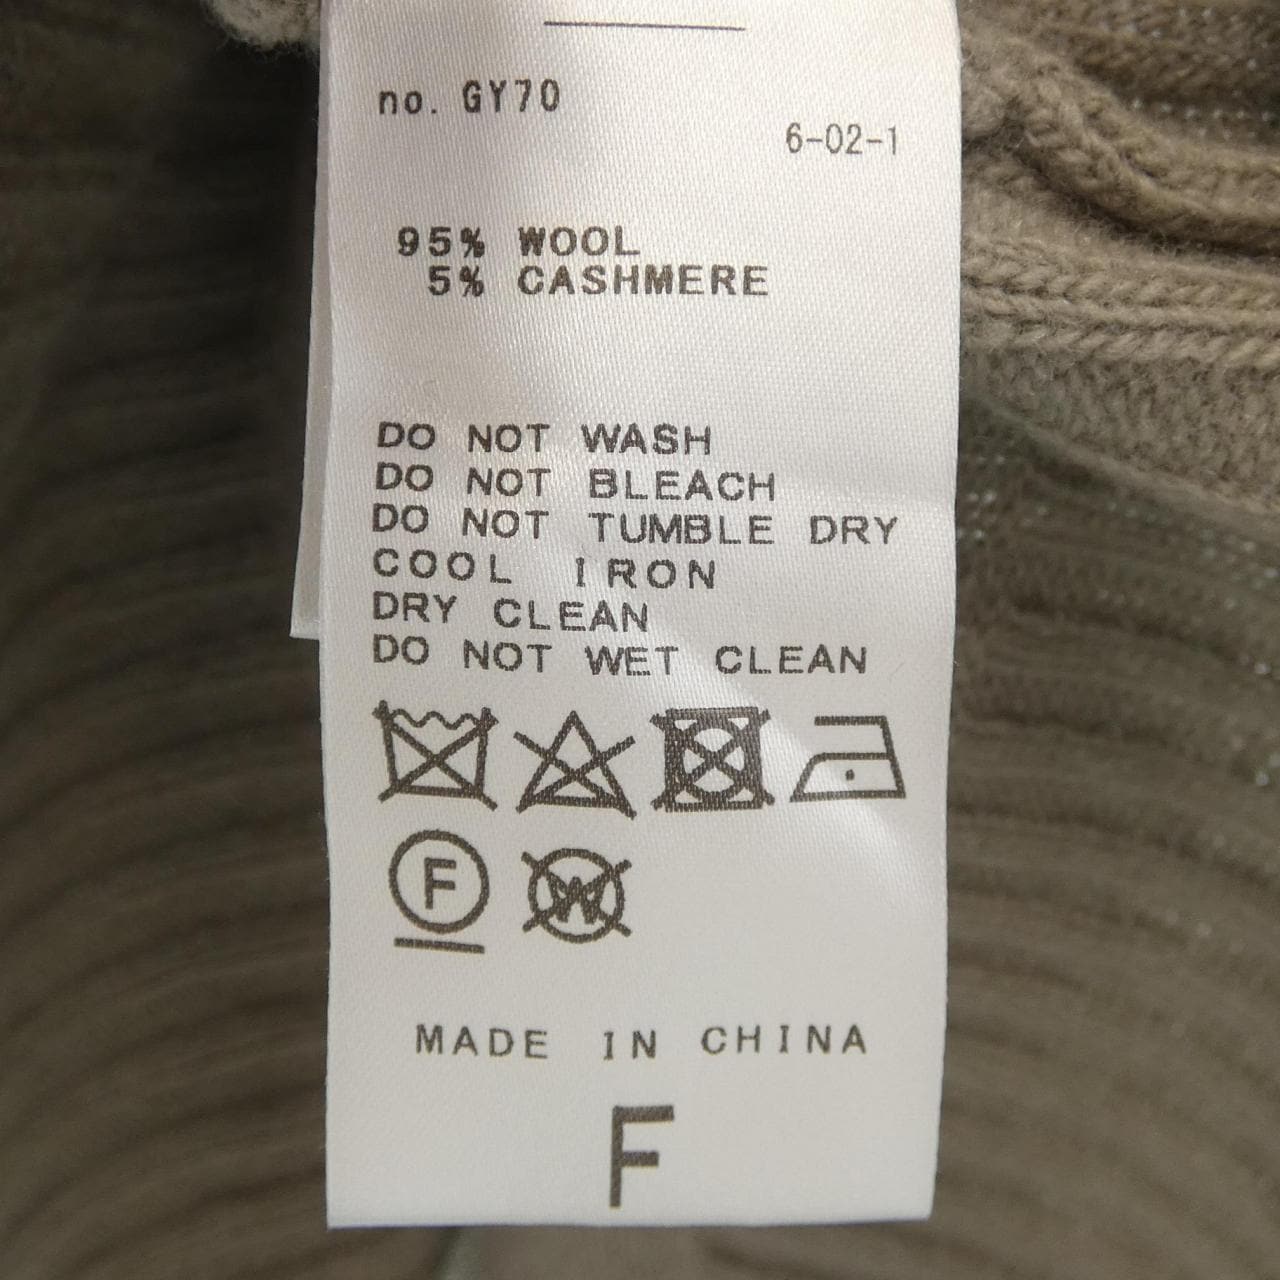 no. GY70
6-02-1
95% WOOL
5% CASHMERE
DO NOT WASH
DO NOT BLEACH
DO NOT TUMBLE DRY
COOL IRON
DRY CLEAN
DO NOT WET CLEAN
F W
MADE IN CHINA
F